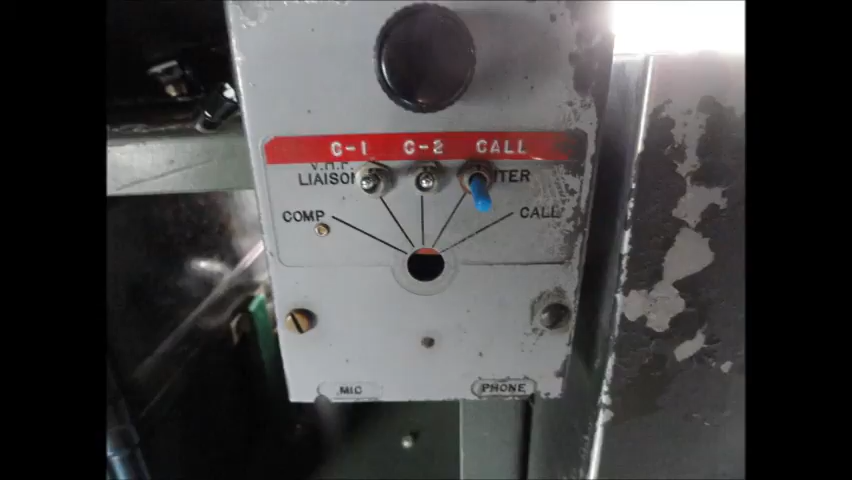 C-1 C-2 CALL
V.H.F.
LIAISON
COMP
CALL
MIC PHONE